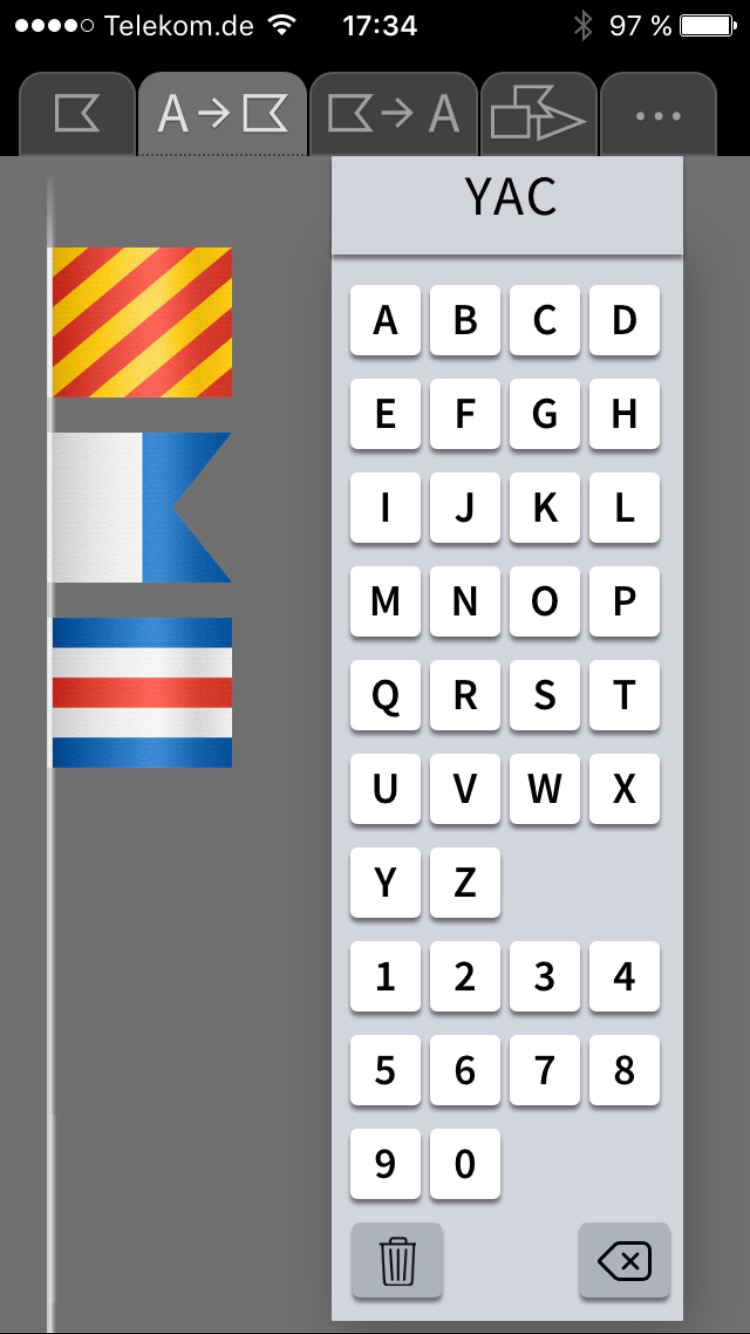 Telekom.de 17:34 97 %
A → → A ...
YAC
A B C D
E F G H
I J K L
M N O P
Q R S T
U V W X
Y Z
1 2 3 4
5 6 7 8
9 0